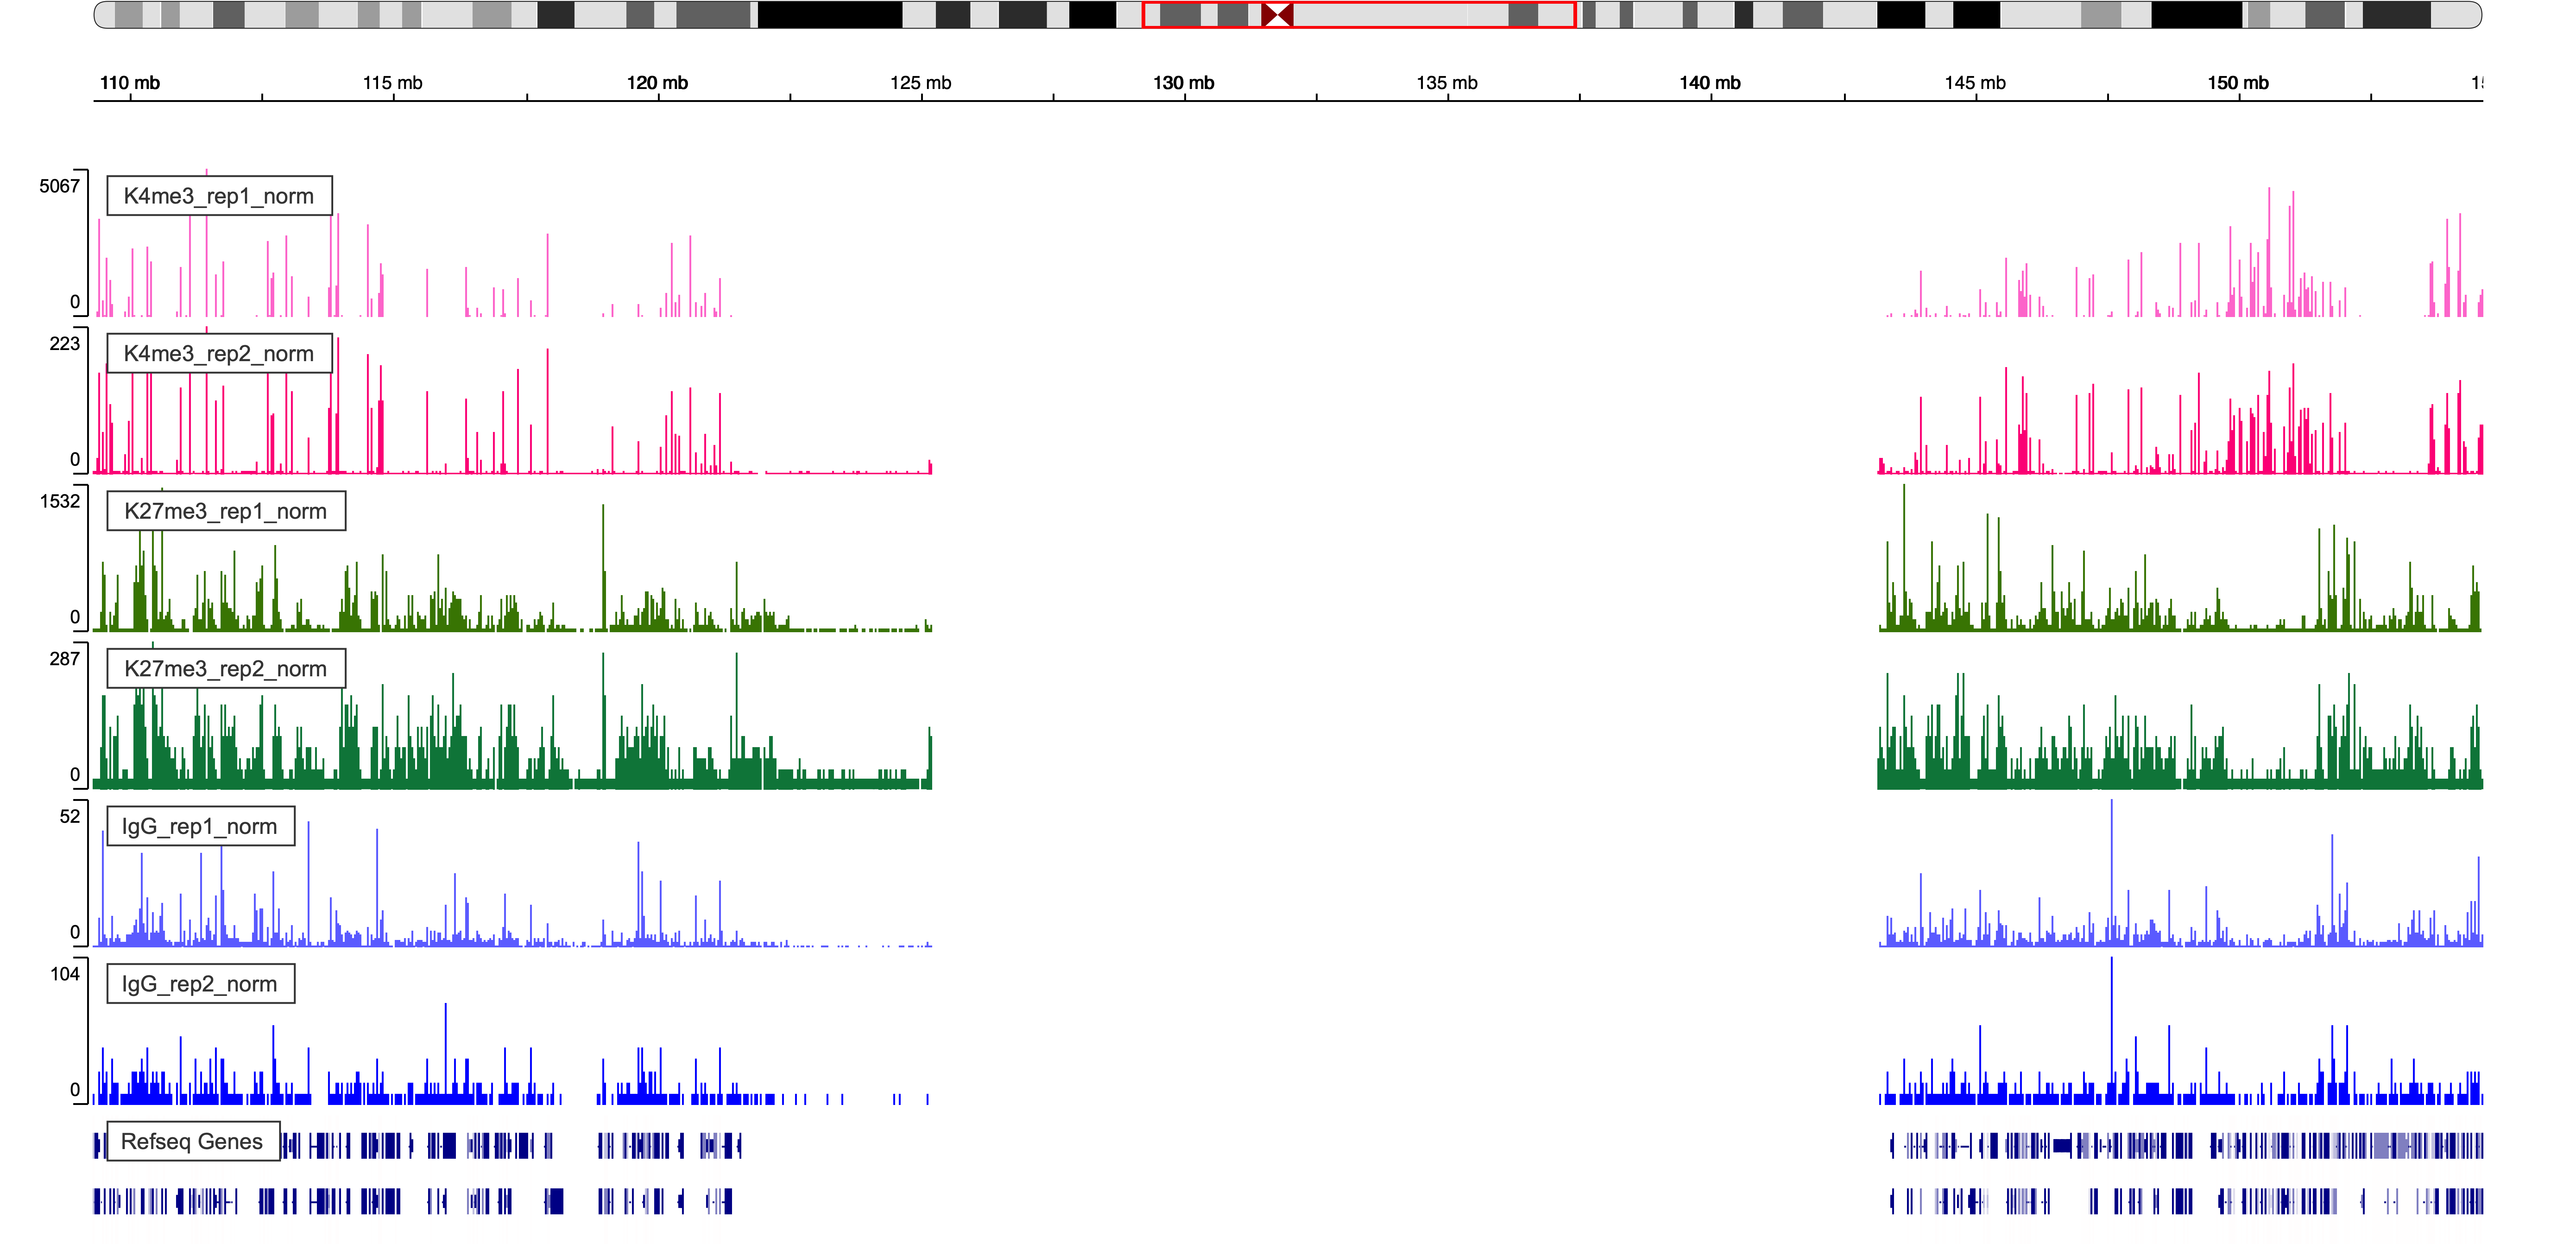 110 mb 115 mb 120 mb 125 mb 130 mb 135 mb 140 mb 145 mb 150 mb
5067
K4me3_rep1_norm
0
223
K4me3_rep2_norm
0
1532
K27me3_rep1_norm
0
287
K27me3_rep2_norm
0
52
IgG_rep1_norm
0
104
IgG_rep2_norm
0
Refseq Genes